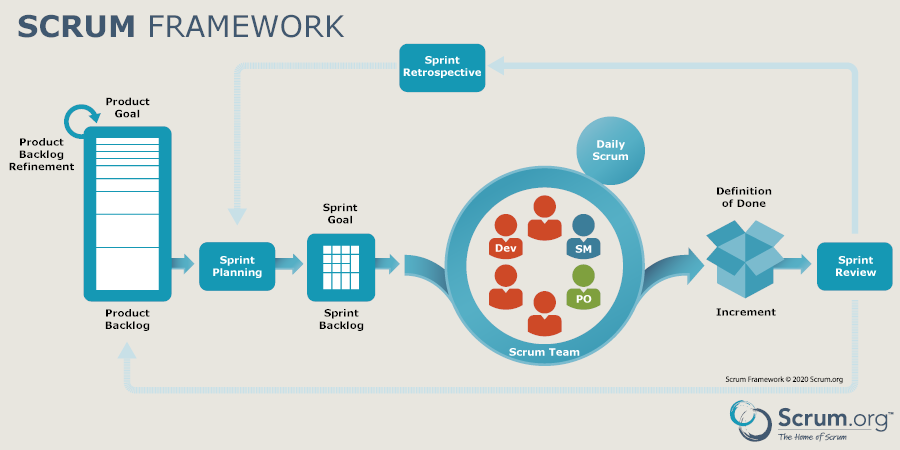 SCRUM FRAMEWORK
Sprint
Retrospective
Product
Goal
Product
Backlog
Refinement
Product
Backlog
Sprint
Planning
Sprint
Goal
Sprint
Backlog
Daily
Scrum
Dev
SM
PO
Scrum Team
Definition
of Done
Increment
Sprint
Review
Scrum Framework © 2020 Scrum.org
Scrum.org™
The Home of Scrum